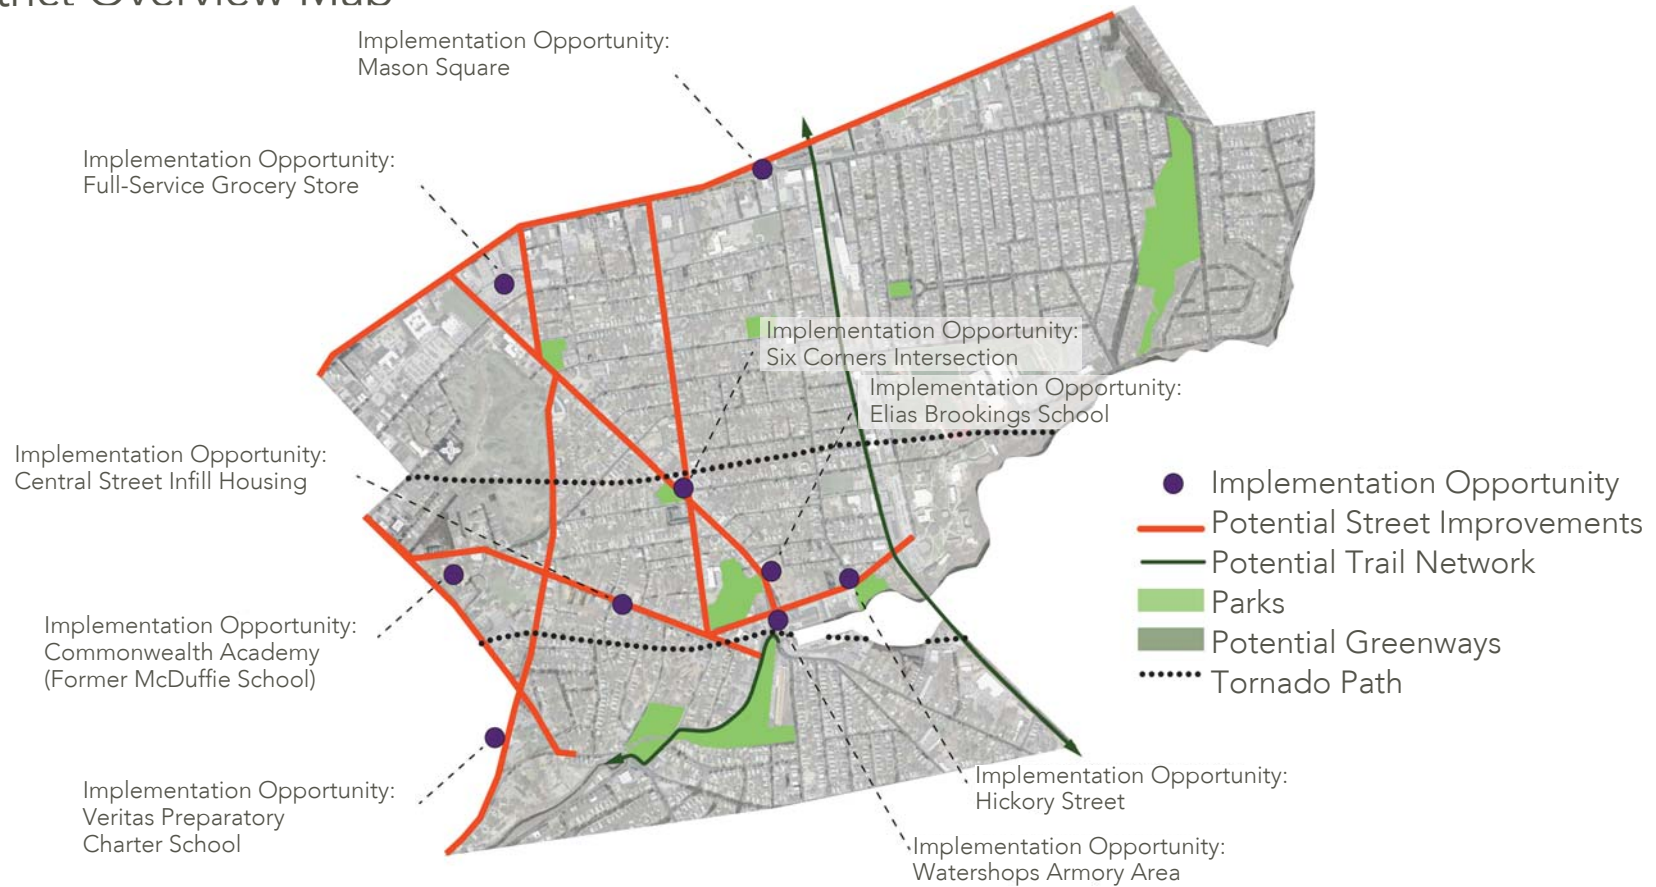 Implementation Opportunity:
Mason Square
Implementation Opportunity:
Full-Service Grocery Store
Implementation Opportunity:
Six Corners Intersection
Implementation Opportunity:
Elias Brookings School
Implementation Opportunity:
Central Street Infill Housing
Implementation Opportunity
Potential Street Improvements
Potential Trail Network
Parks
Potential Greenways
Tornado Path
Implementation Opportunity:
Commonwealth Academy
(Former McDuffie School)
Implementation Opportunity:
Veritas Preparatory
Charter School
Implementation Opportunity:
Hickory Street
Implementation Opportunity:
Watershops Armory Area